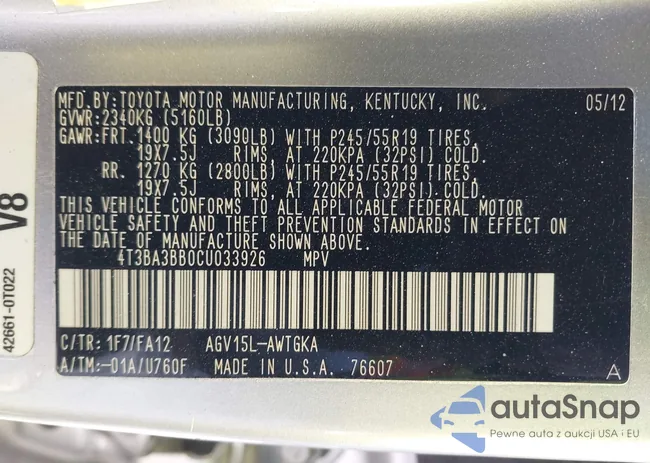 MFD.BY:TOYOTA MOTOR MANUFACTURING, KENTUCKY, INC. 05/12
GVWR:2340KG (5160LB)
GAWR:FRT.1400 KG (3090LB) WITH P245/55R19 TIRES,
19X7.5J RIMS, AT 220KPA (32PSI) COLD.
RR. 1270 KG (2800LB) WITH P245/55R19 TIRES,
19X7.5J RIMS, AT 220KPA (32PSI) COLD.
THIS VEHICLE CONFORMS TO ALL APPLICABLE FEDERAL MOTOR
VEHICLE SAFETY AND THEFT PREVENTION STANDARDS IN EFFECT ON
THE DATE OF MANUFACTURE SHOWN ABOVE.
4T3BA3BB0CU033926 MPV
C/TR: 1F7/FA12 AGV15L-AWTGKA
A/TM:-01A/U760F MADE IN U.S.A. 76607 A
V8
42661-0T022
autaSnap
Pewne auta z aukcji USA i EU